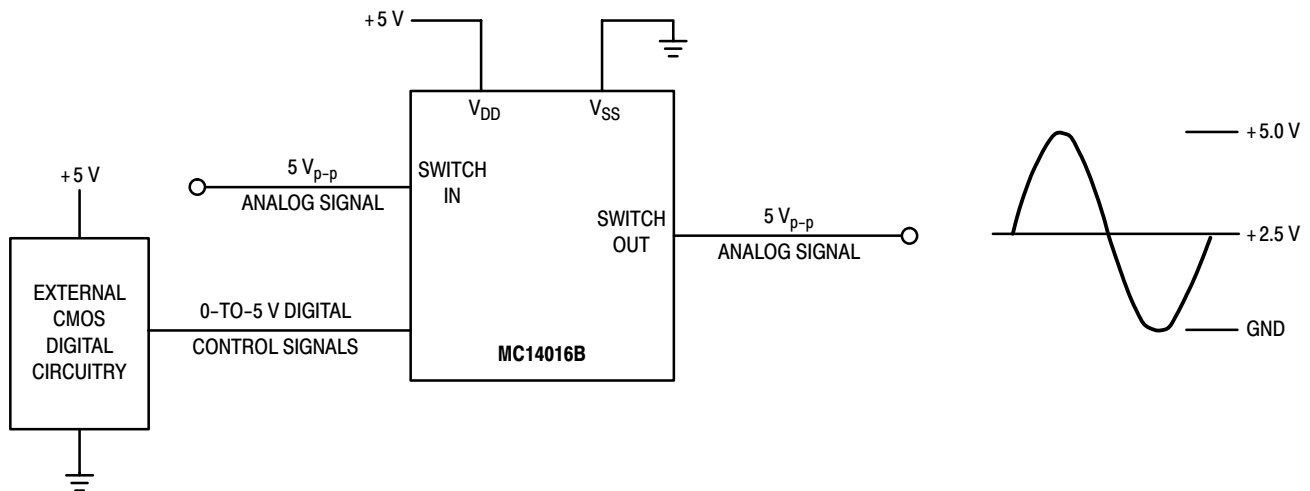 +5 V
V_DD
V_SS
5 V_p-p
ANALOG SIGNAL
SWITCH
IN
+5 V
EXTERNAL
CMOS
DIGITAL
CIRCUITRY
0-TO-5 V DIGITAL
CONTROL SIGNALS
SWITCH
OUT
MC14016B
5 V_p-p
ANALOG SIGNAL
+5.0 V
+2.5 V
GND